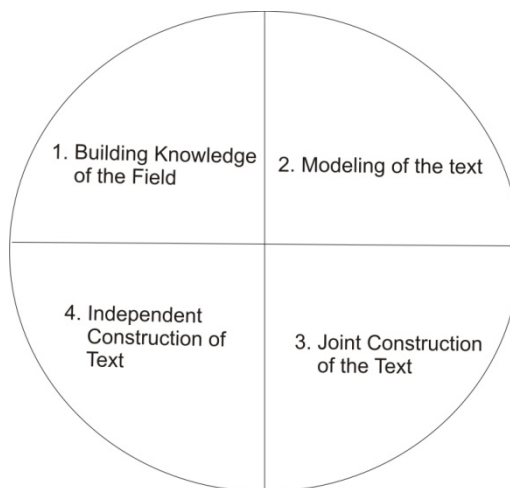 1. Building Knowledge
of the Field
2. Modeling of the text
3. Joint Construction
of the Text
4. Independent
Construction of
Text